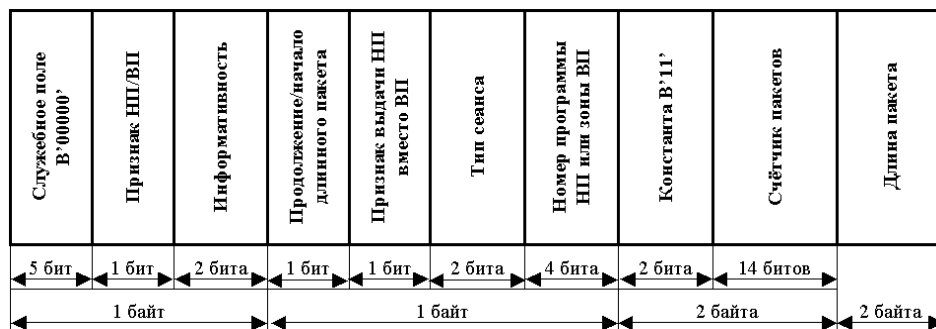 Служебное поле
В’00000’
Признак НП/ВП
Информативность
Продолжение/начало
длинного пакета
Признак выдачи НП
вместо ВП
Тип сеанса
Номер программы
НП или зоны ВП
Константа В’11’
Счётчик пакетов
Длина пакета
5 бит
1 бит
2 бита
1 бит
1 бит
2 бита
4 бита
2 бита
14 битов
1 байт
1 байт
2 байта
2 байта